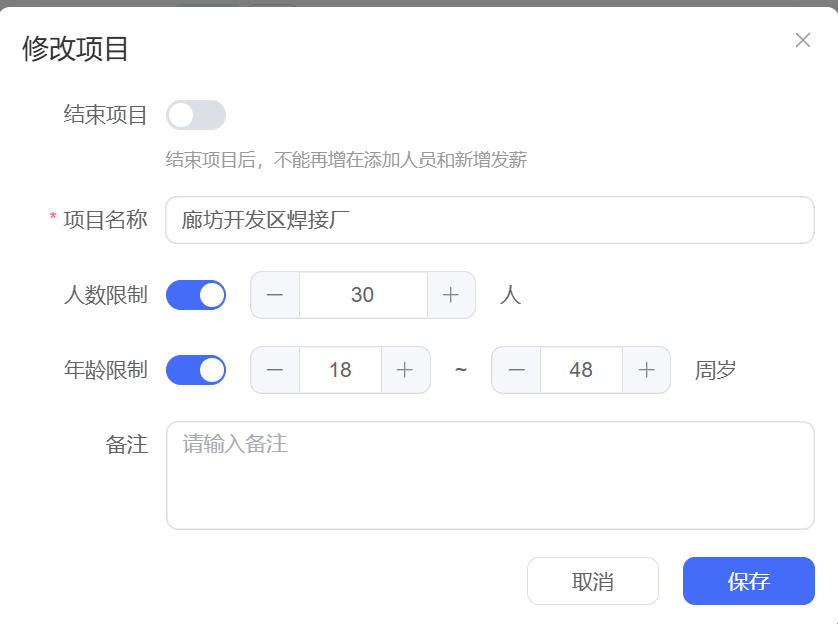 修改项目
结束项目
结束项目后，不能再增在添加人员和新增发薪
* 项目名称 廊坊开发区焊接厂
人数限制 — 30 + 人
年龄限制 — 18 + ~ — 48 + 周岁
备注 请输入备注
取消 保存